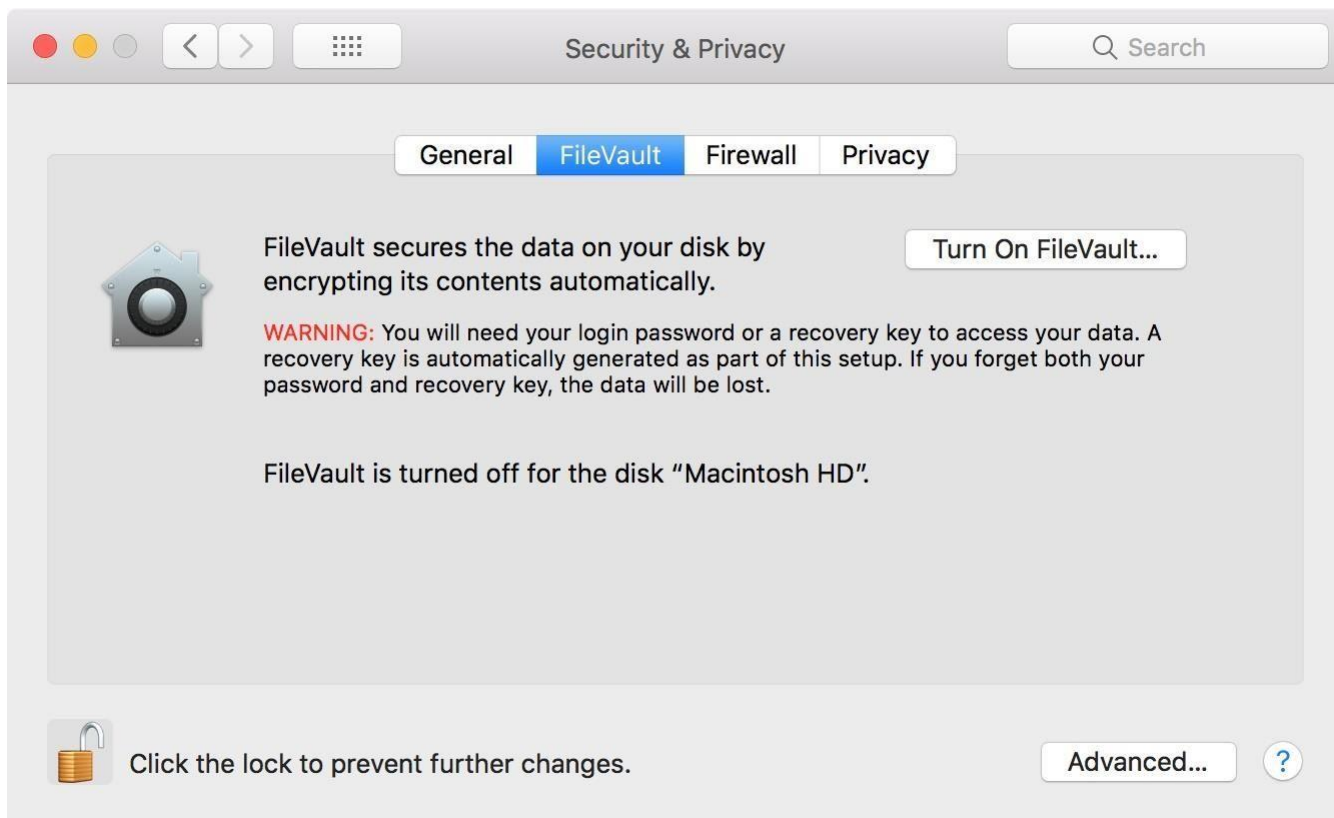 Security & Privacy
Search
General
FileVault
Firewall
Privacy
FileVault secures the data on your disk by
encrypting its contents automatically.
Turn On FileVault...
WARNING: You will need your login password or a recovery key to access your data. A
recovery key is automatically generated as part of this setup. If you forget both your
password and recovery key, the data will be lost.
FileVault is turned off for the disk “Macintosh HD”.
Click the lock to prevent further changes.
Advanced...
?